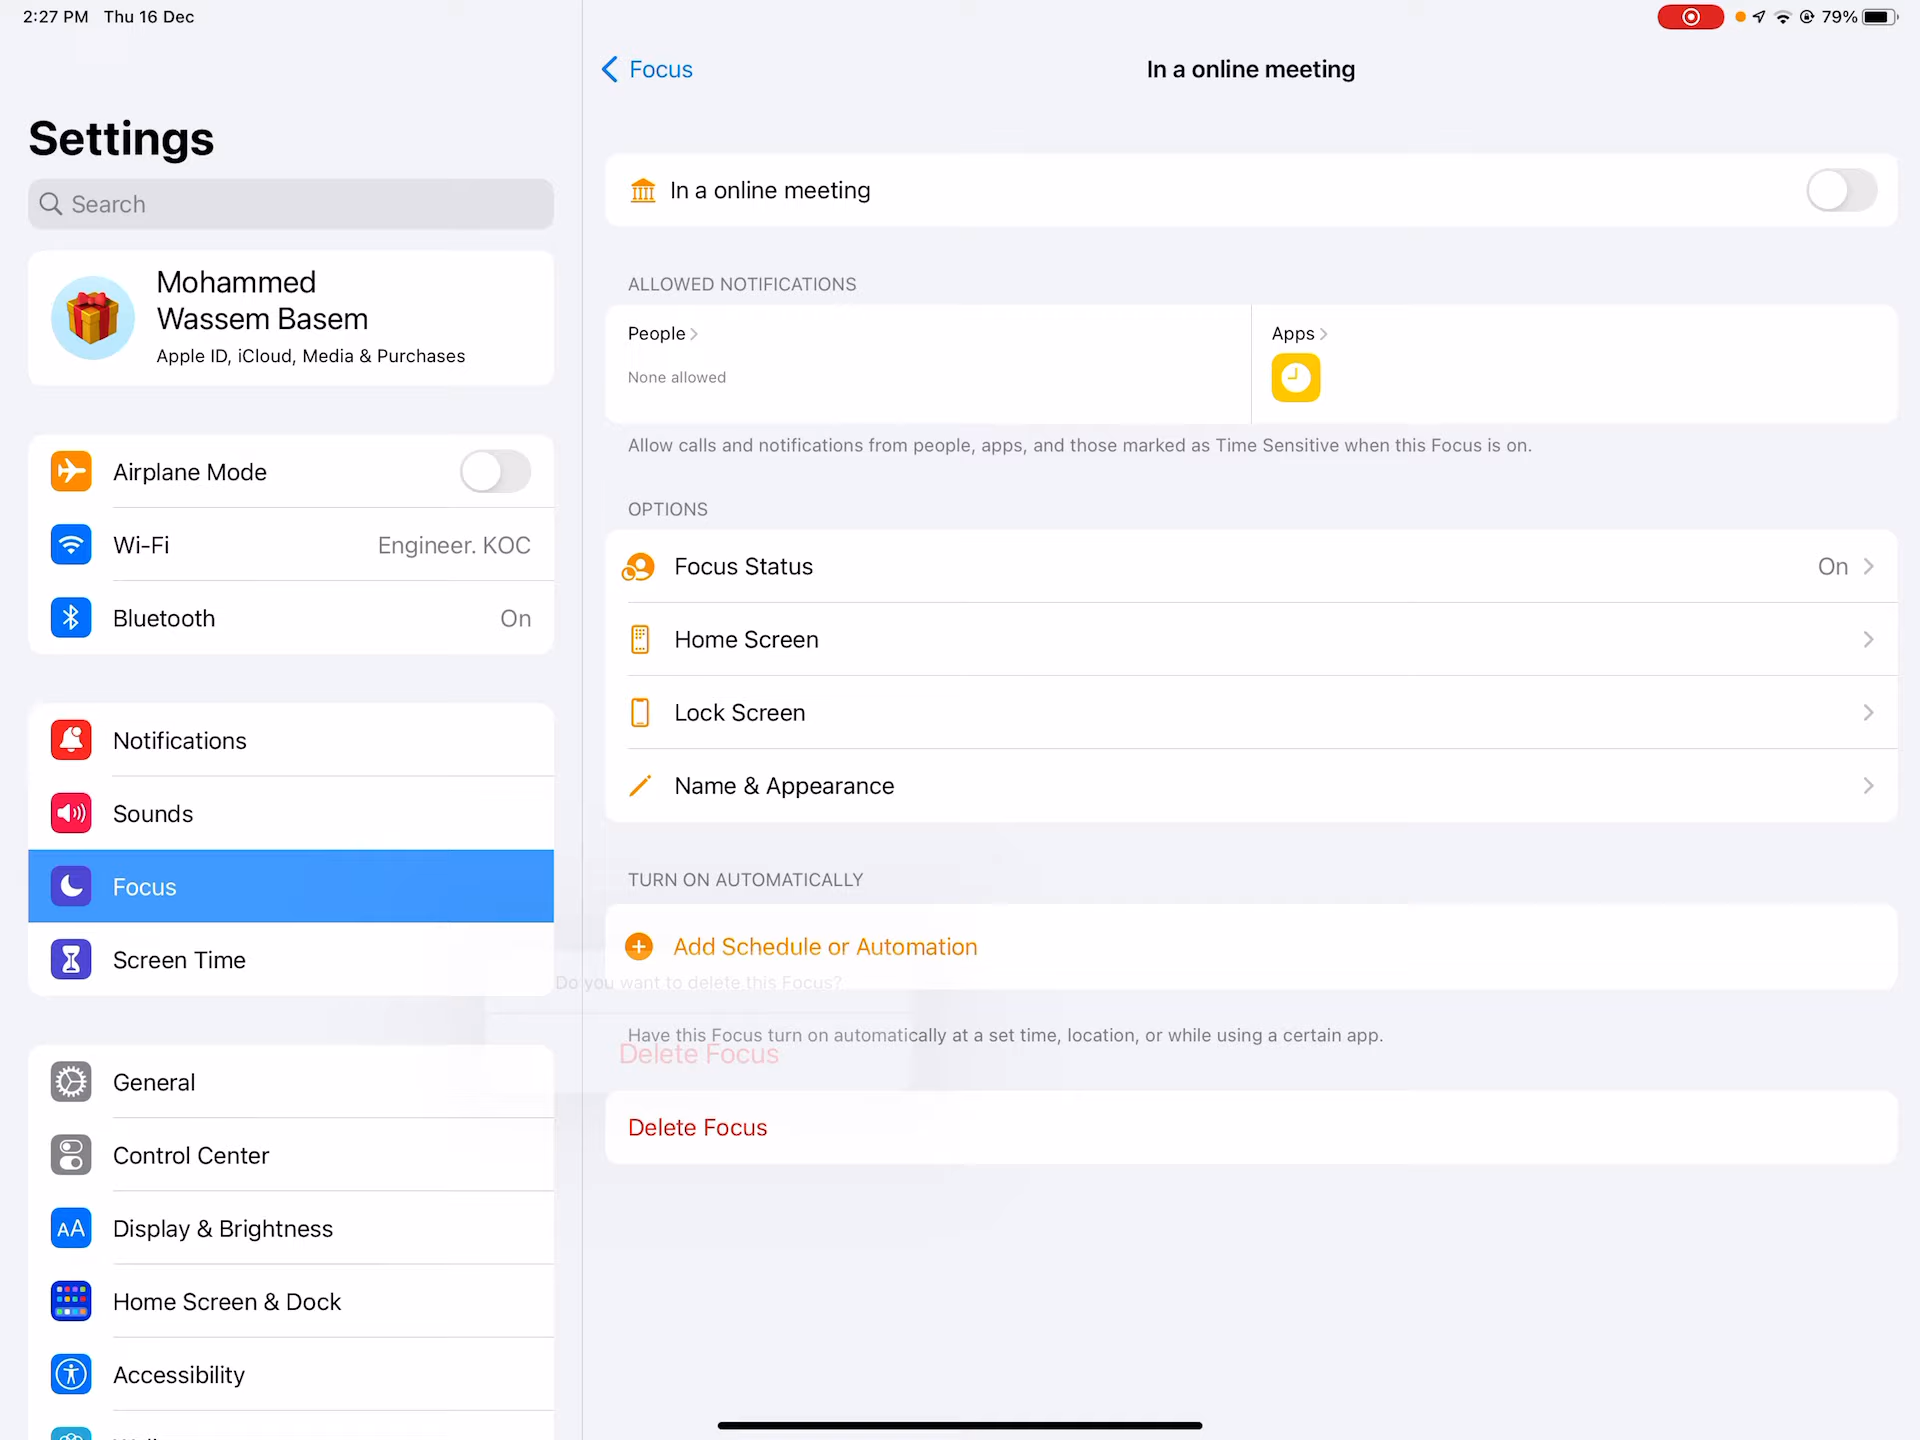 2:27 PM Thu 16 Dec
79%
Settings
Search
Mohammed
Wassem Basem
Apple ID, iCloud, Media & Purchases
Airplane Mode
Wi-Fi Engineer. KOC
Bluetooth On
Notifications
Sounds
Focus
Screen Time
General
Control Center
AA Display & Brightness
Home Screen & Dock
Accessibility
Focus
In a online meeting
In a online meeting
ALLOWED NOTIFICATIONS
People
None allowed
Apps
Allow calls and notifications from people, apps, and those marked as Time Sensitive when this Focus is on.
OPTIONS
Focus Status On
Home Screen
Lock Screen
Name & Appearance
TURN ON AUTOMATICALLY
Add Schedule or Automation
Do you want to delete this Focus?
Have this Focus turn on automatically at a set time, location, or while using a certain app.
Delete Focus
Delete Focus